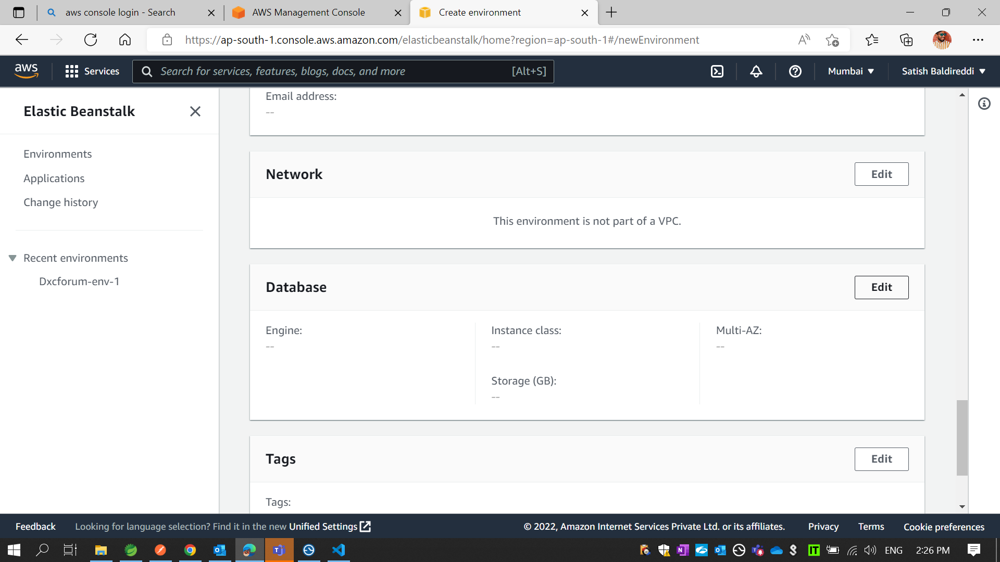 aws console login - Search
AWS Management Console
Create environment
https://ap-south-1.console.aws.amazon.com/elasticbeanstalk/home?region=ap-south-1#/newEnvironment
aws
Services
Search for services, features, blogs, docs, and more
[Alt+S]
Mumbai
Satish Baldireddi
Elastic Beanstalk
Environments
Applications
Change history
Recent environments
Dxcforum-env-1
Email address:
--
Network
Edit
This environment is not part of a VPC.
Database
Edit
Engine:
--
Instance class:
--
Storage (GB):
--
Multi-AZ:
--
Tags
Edit
Tags:
Feedback
Looking for language selection? Find it in the new Unified Settings
© 2022, Amazon Internet Services Private Ltd. or its affiliates.
Privacy
Terms
Cookie preferences
ENG
2:26 PM